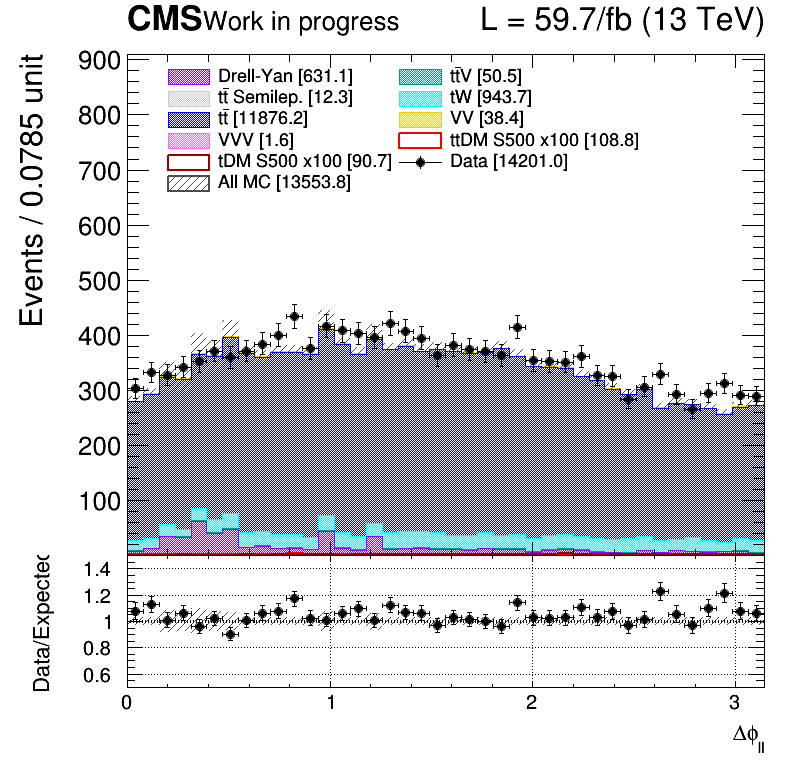 CMS Work in progress L = 59.7/fb (13 TeV)
Events / 0.0785 unit
900
800
700
600
500
400
300
200
100
Drell-Yan [631.1]
tt̄V [50.5]
tt̄ Semilep. [12.3]
tW [943.7]
tt̄ [11876.2]
VV [38.4]
VVV [1.6]
ttDM S500 x100 [108.8]
tDM S500 x100 [90.7]
Data [14201.0]
All MC [13553.8]
Data/Expected
1.4
1.2
1
0.8
0.6
0 1 2 3
Δϕ_ll